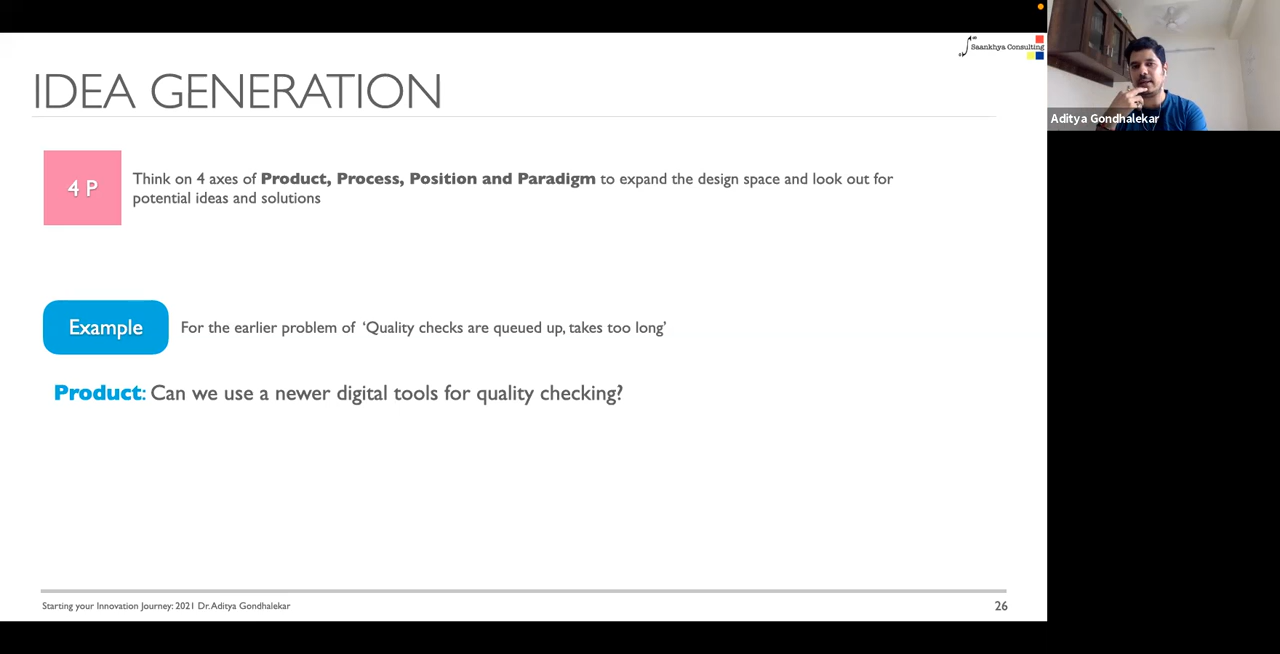 Saankhya Consulting
IDEA GENERATION
Aditya Gondhalekar
4 P
Think on 4 axes of Product, Process, Position and Paradigm to expand the design space and look out for
potential ideas and solutions
Example
For the earlier problem of ‘Quality checks are queued up, takes too long’
Product: Can we use a newer digital tools for quality checking?
Starting your Innovation Journey: 2021 Dr. Aditya Gondhalekar
26